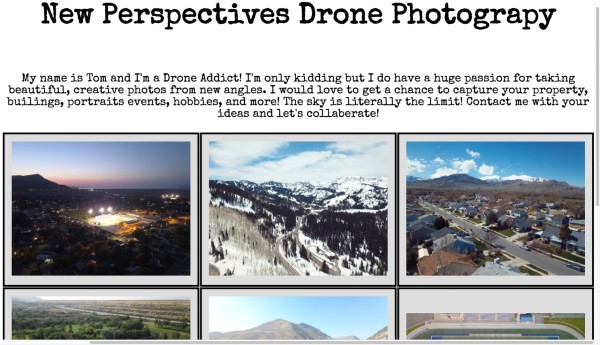 New Perspectives Drone Photograpy
My name is Tom and I'm a Drone Addict! I'm only kidding but I do have a huge passion for taking
beautiful, creative photos from new angles. I would love to get a chance to capture your property,
builings, portraits events, hobbies, and more! The sky is literally the limit! Contact me with your
ideas and let's collaberate!